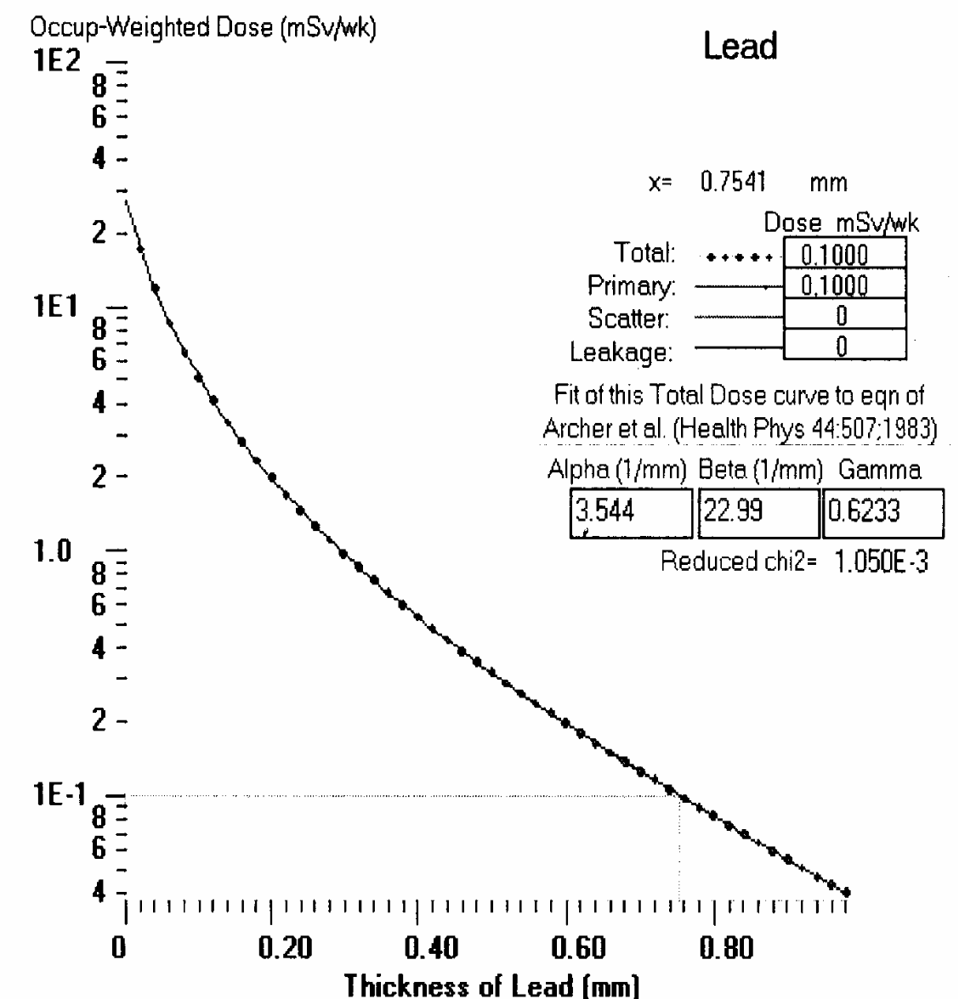 Occup-Weighted Dose (mSv/wk)
Lead
1E2
8
6
4
2
1E1
8
6
4
2
1.0
8
6
4
2
1E-1
8
6
4
x= 0.7541 mm
Dose mSv/wk
Total: 0.1000
Primary: 0.1000
Scatter: 0
Leakage: 0
Fit of this Total Dose curve to eqn of
Archer et al. (Health Phys 44:507;1983)
Alpha (1/mm) Beta (1/mm) Gamma
3.544 22.99 0.6233
Reduced chi2= 1.050E-3
0 0.20 0.40 0.60 0.80
Thickness of Lead (mm)